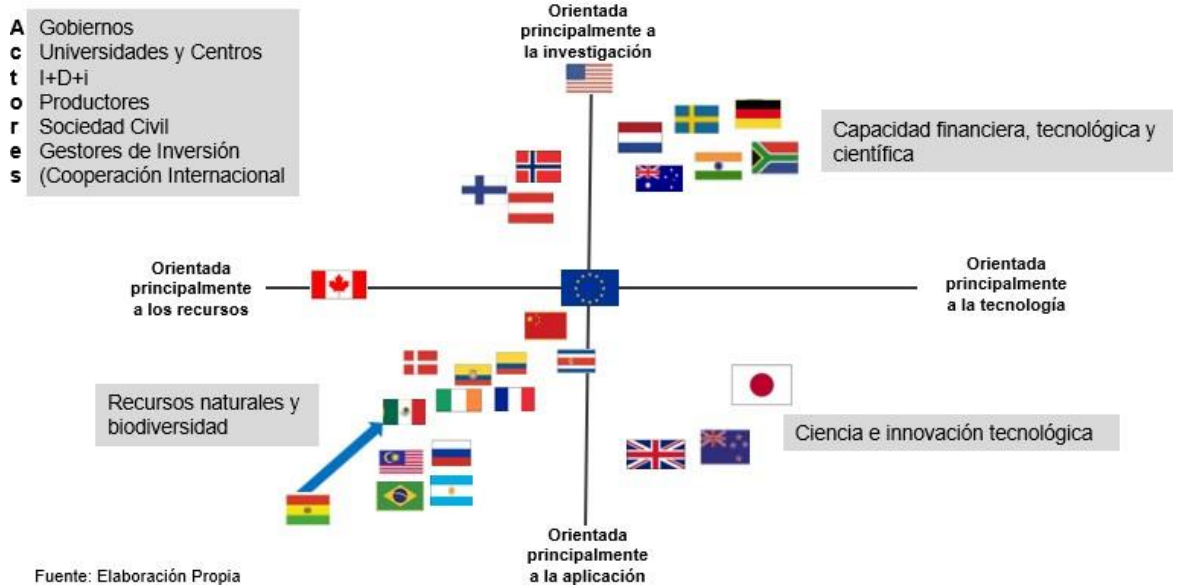 Orientada
principalmente a
la investigación
A Gobiernos
c Universidades y Centros
t I+D+i
o Productores
r Sociedad Civil
e Gestores de Inversión
s (Cooperación Internacional
Capacidad financiera, tecnológica y
científica
Orientada
principalmente
a los recursos
Orientada
principalmente
a la tecnología
Recursos naturales y
biodiversidad
Ciencia e innovación tecnológica
Orientada
principalmente
a la aplicación
Fuente: Elaboración Propia